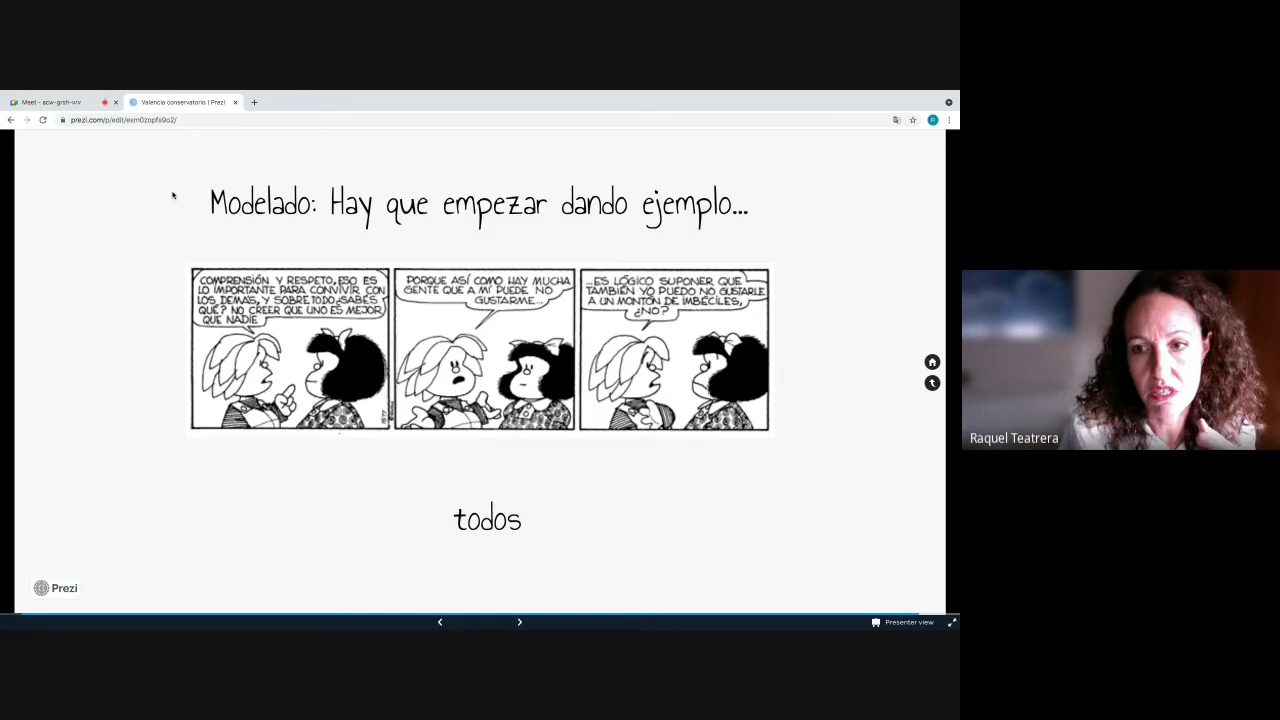 Meet - acw-grsh-vrv
Valencia conservatorio | Prezi
prezi.com/p/edit/esm0zopfs9o2/
R
Modelado: Hay que empezar dando ejemplo...
COMPRENSIÓN Y RESPETO, ESO ES
LO IMPORTANTE PARA CONVIVIR CON
LOS DEMÁS, Y SOBRE TODO ¿SABES
QUÉ? NO CREER QUE UNO ES MEJOR
QUE NADIE
PORQUE ASÍ COMO HAY MUCHA
GENTE QUE A MÍ PUEDE NO
GUSTARME...
...ES LÓGICO SUPONER QUE
TAMBIÉN YO PUEDO NO GUSTARLE
A UN MONTÓN DE IMBÉCILES,
¿NO?
todos
Prezi
Presenter view
Raquel Teatrera